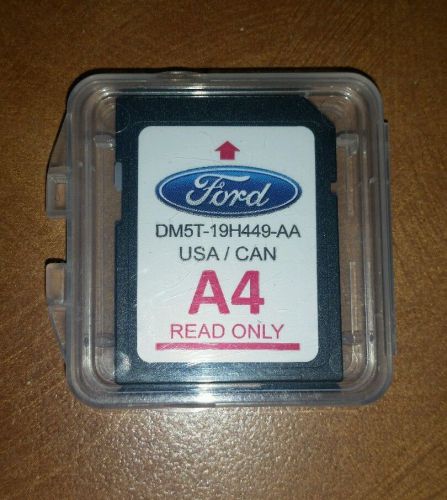 Ford
DM5T-19H449-AA
USA / CAN
A4
READ ONLY